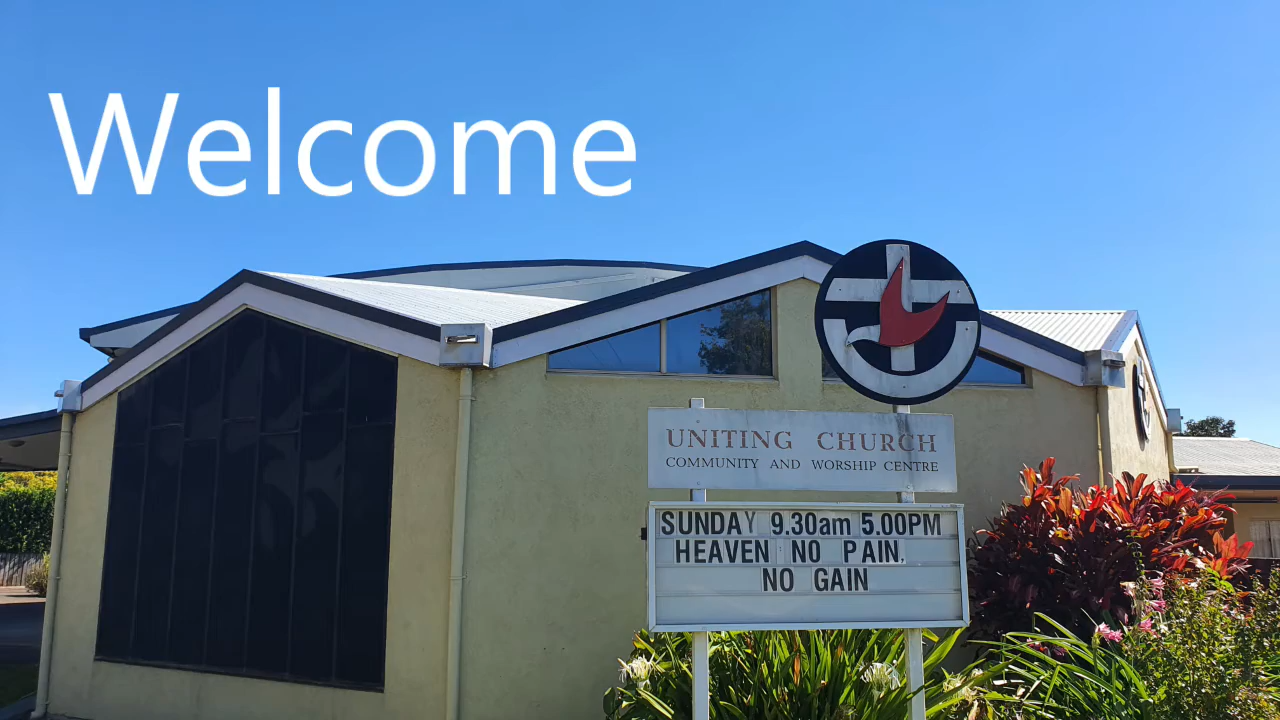 Welcome
UNITING CHURCH
COMMUNITY AND WORSHIP CENTRE
SUNDAY 9.30am 5.00PM
HEAVEN NO PAIN.
NO GAIN